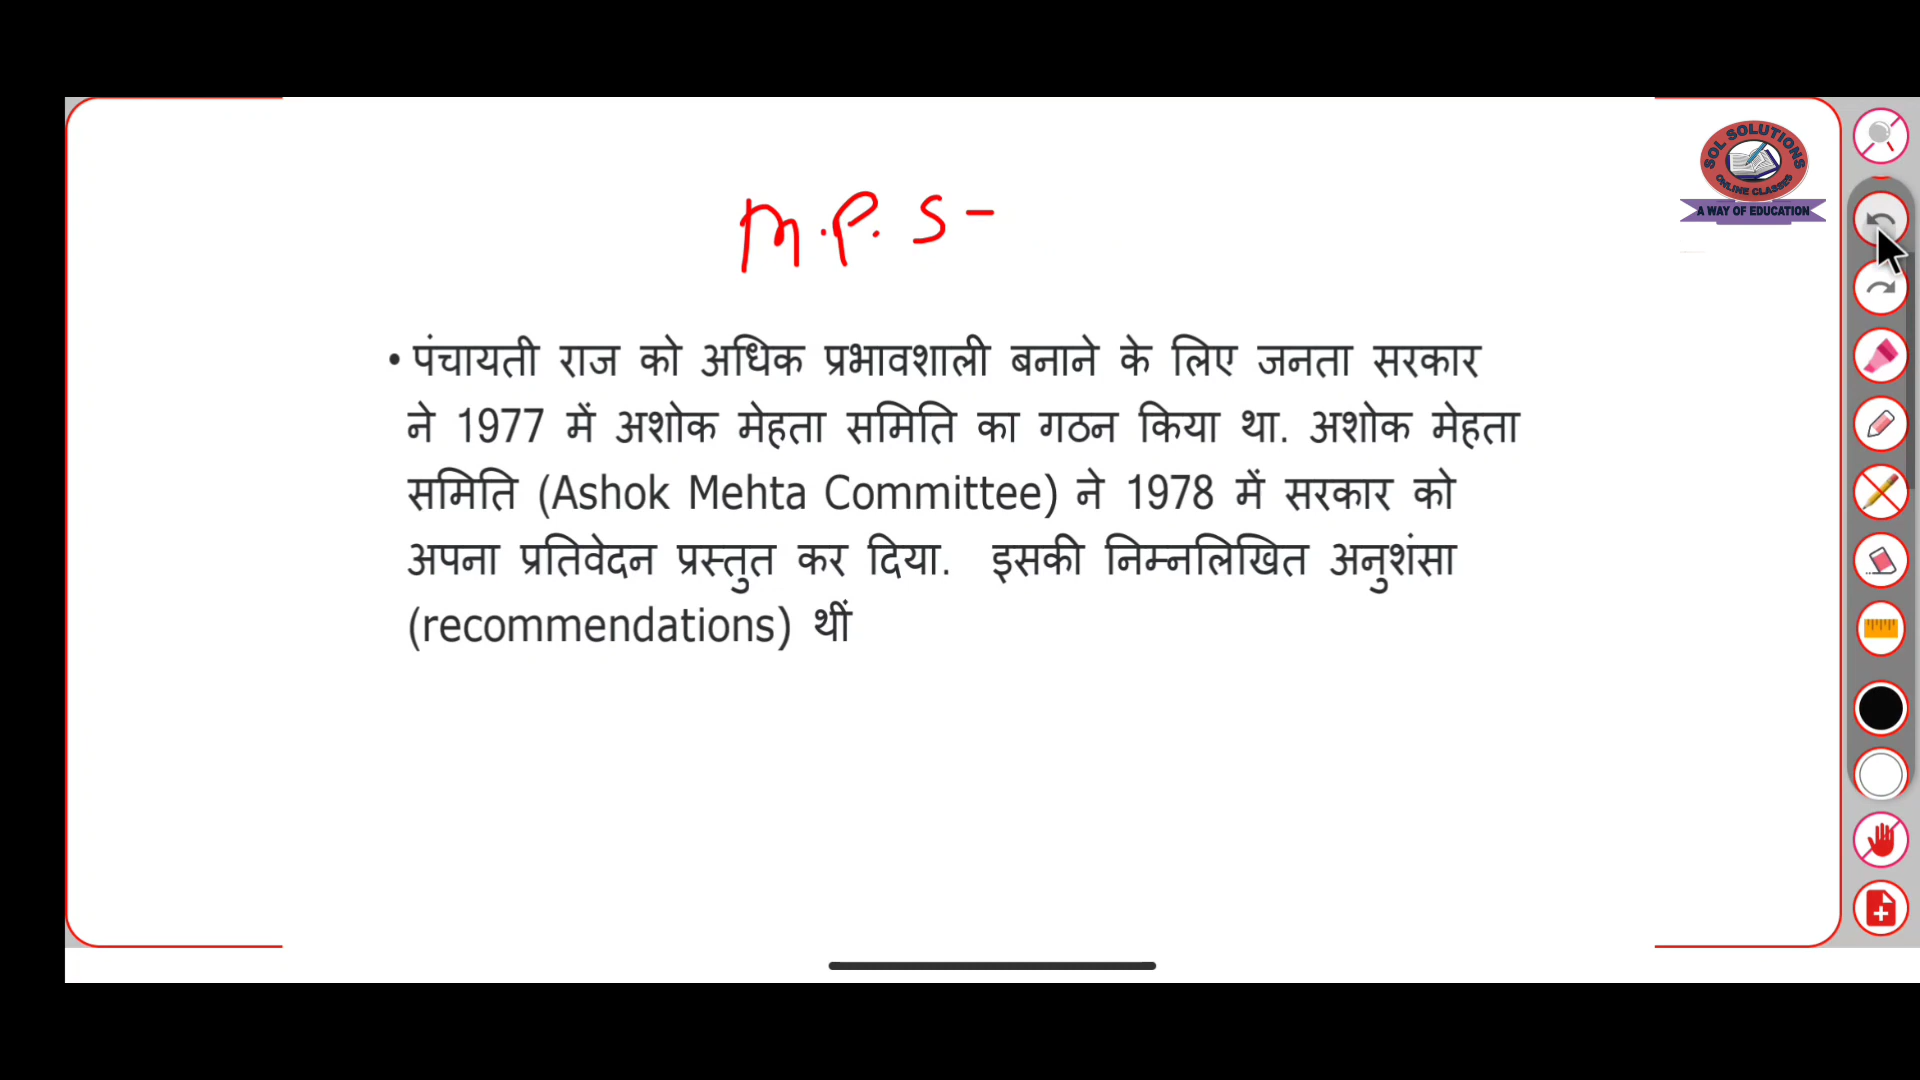 SOL SOLUTIONS
ONLINE CLASSES
A WAY OF EDUCATION
M.P. S -
• पंचायती राज को अधिक प्रभावशाली बनाने के लिए जनता सरकार
ने 1977 में अशोक मेहता समिति का गठन किया था. अशोक मेहता
समिति (Ashok Mehta Committee) ने 1978 में सरकार को
अपना प्रतिवेदन प्रस्तुत कर दिया. इसकी निम्नलिखित अनुशंसा
(recommendations) थीं